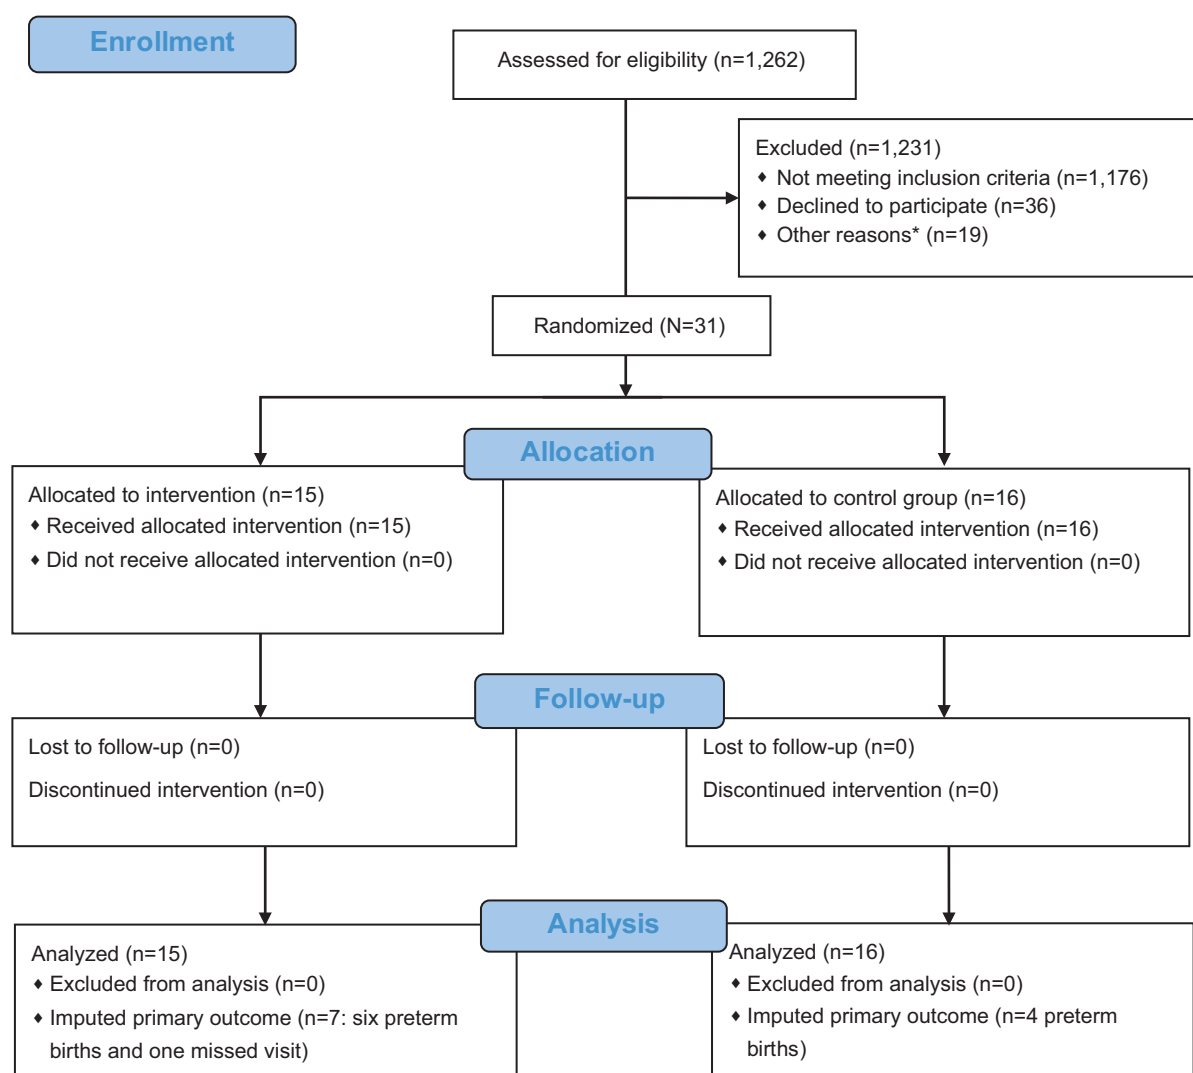 Enrollment
Assessed for eligibility (n=1,262)
Excluded (n=1,231)
♦ Not meeting inclusion criteria (n=1,176)
♦ Declined to participate (n=36)
♦ Other reasons* (n=19)
Randomized (N=31)
Allocation
Allocated to intervention (n=15)
♦ Received allocated intervention (n=15)
♦ Did not receive allocated intervention (n=0)
Allocated to control group (n=16)
♦ Received allocated intervention (n=16)
♦ Did not receive allocated intervention (n=0)
Follow-up
Lost to follow-up (n=0)
Discontinued intervention (n=0)
Lost to follow-up (n=0)
Discontinued intervention (n=0)
Analysis
Analyzed (n=15)
♦ Excluded from analysis (n=0)
♦ Imputed primary outcome (n=7: six preterm
births and one missed visit)
Analyzed (n=16)
♦ Excluded from analysis (n=0)
♦ Imputed primary outcome (n=4 preterm
births)